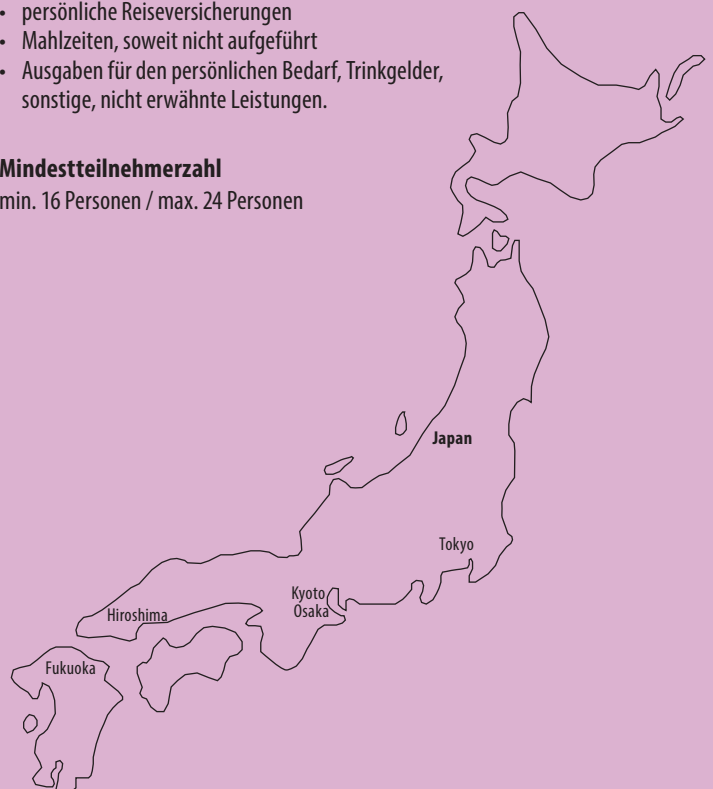 • persönliche Reiseversicherungen
• Mahlzeiten, soweit nicht aufgeführt
• Ausgaben für den persönlichen Bedarf, Trinkgelder,
sonstige, nicht erwähnte Leistungen.
Mindestteilnehmerzahl
min. 16 Personen / max. 24 Personen
Japan
Tokyo
Kyoto
Osaka
Hiroshima
Fukuoka